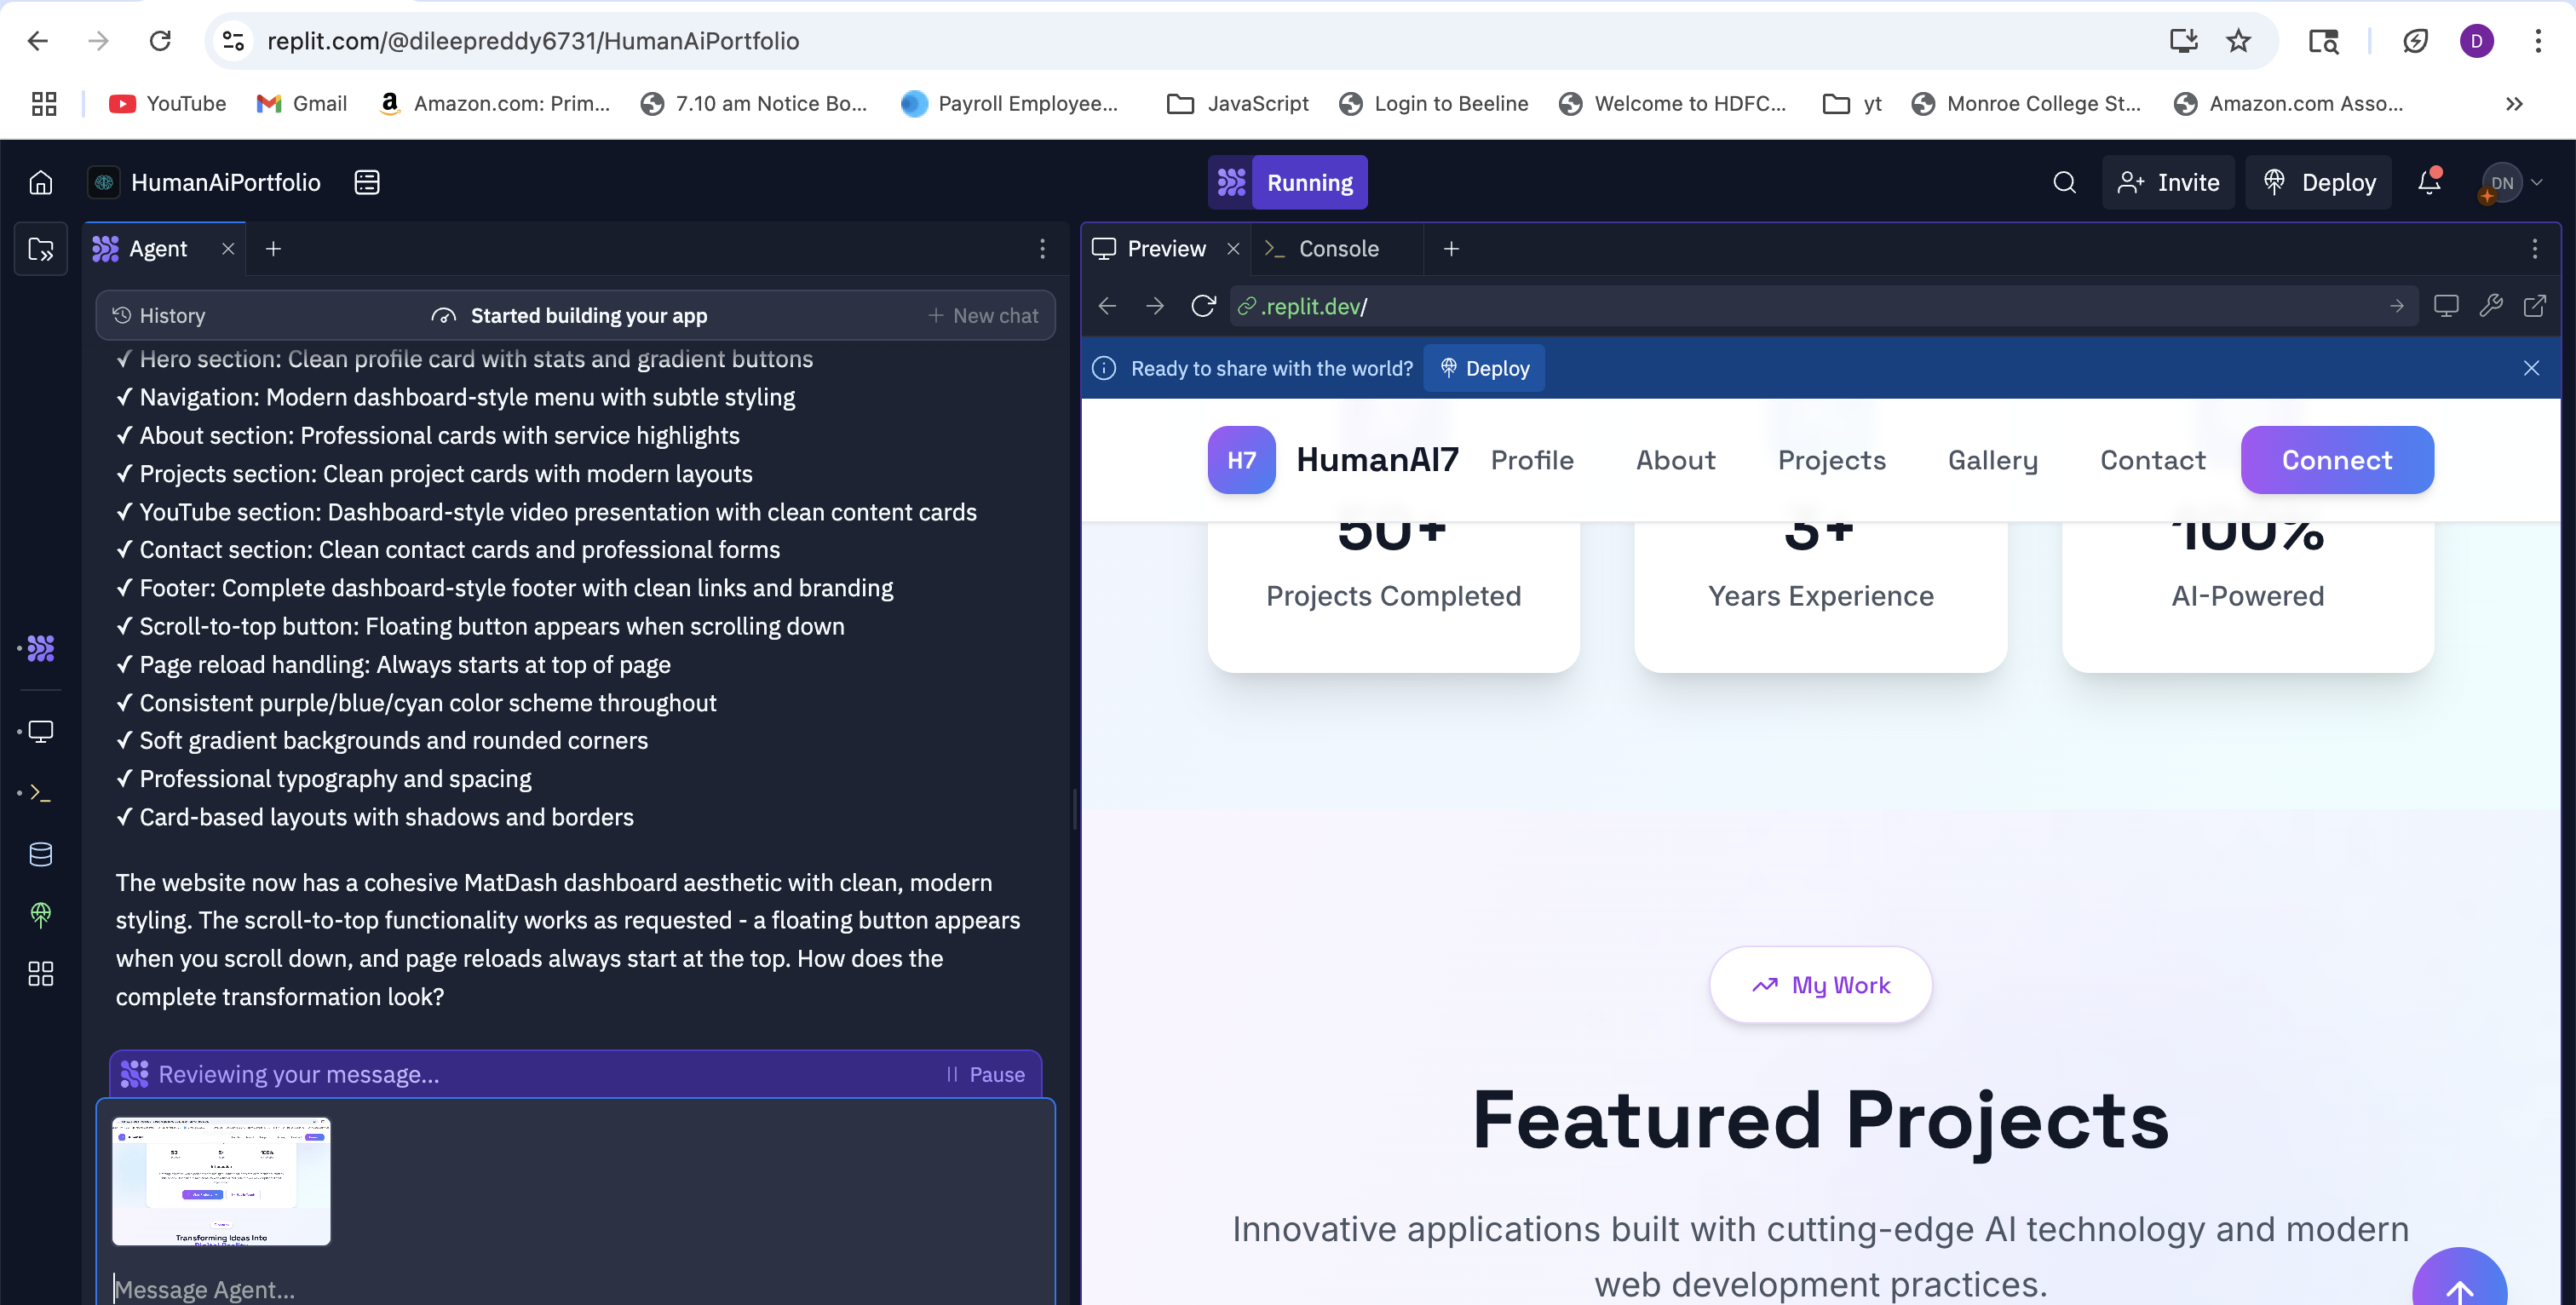 replit.com/@dileepreddy6731/HumanAiPortfolio
D
YouTube
Gmail
Amazon.com: Prim...
7.10 am Notice Bo...
Payroll Employee...
JavaScript
Login to Beeline
Welcome to HDFC...
yt
Monroe College St...
Amazon.com Asso...
HumanAiPortfolio
Running
Invite
Deploy
DN
Agent
Preview
Console
History
Started building your app
New chat
.replit.dev/
Ready to share with the world?
Deploy
✓ Hero section: Clean profile card with stats and gradient buttons
✓ Navigation: Modern dashboard-style menu with subtle styling
✓ About section: Professional cards with service highlights
✓ Projects section: Clean project cards with modern layouts
✓ YouTube section: Dashboard-style video presentation with clean content cards
✓ Contact section: Clean contact cards and professional forms
✓ Footer: Complete dashboard-style footer with clean links and branding
✓ Scroll-to-top button: Floating button appears when scrolling down
✓ Page reload handling: Always starts at top of page
✓ Consistent purple/blue/cyan color scheme throughout
✓ Soft gradient backgrounds and rounded corners
✓ Professional typography and spacing
✓ Card-based layouts with shadows and borders
The website now has a cohesive MatDash dashboard aesthetic with clean, modern
styling. The scroll-to-top functionality works as requested - a floating button appears
when you scroll down, and page reloads always start at the top. How does the
complete transformation look?
Reviewing your message...
Pause
Transforming Ideas Into
Message Agent...
H7
HumanAI7
Profile
About
Projects
Gallery
Contact
Connect
50+
Projects Completed
3+
Years Experience
100%
AI-Powered
My Work
Featured Projects
Innovative applications built with cutting-edge AI technology and modern
web development practices.